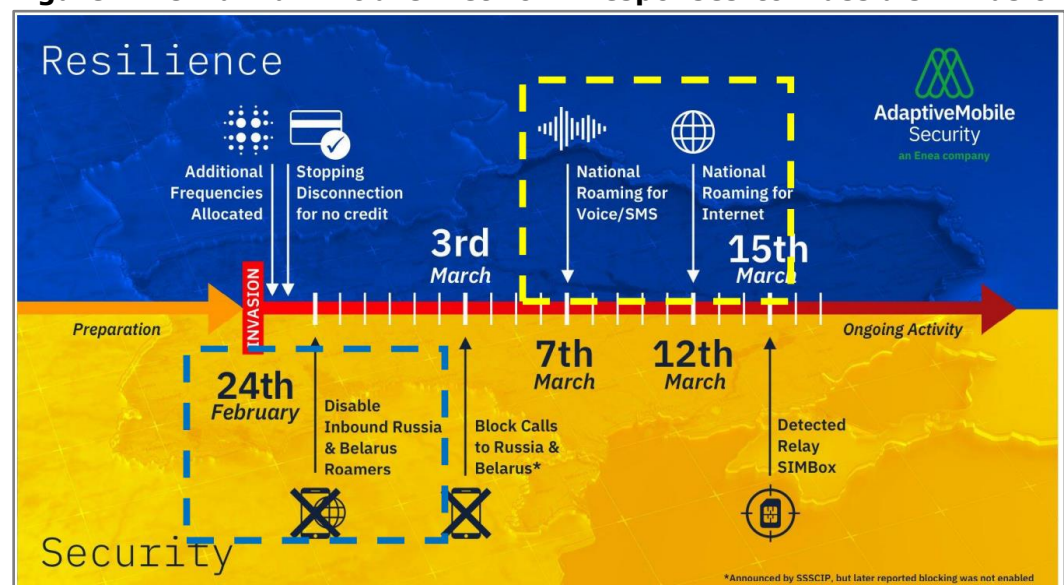 Resilience
AdaptiveMobile
Security
an Enea company
Additional
Frequencies
Allocated
Stopping
Disconnection
for no credit
National
Roaming for
Voice/SMS
National
Roaming for
Internet
3rd
March
15th
March
INVASION
Preparation
Ongoing Activity
24th
February
7th
March
12th
March
Disable
Inbound Russia
& Belarus
Roamers
Block Calls
to Russia &
Belarus*
Detected
Relay
SIMBox
Security
*Announced by SSSCIP, but later reported blocking was not enabled